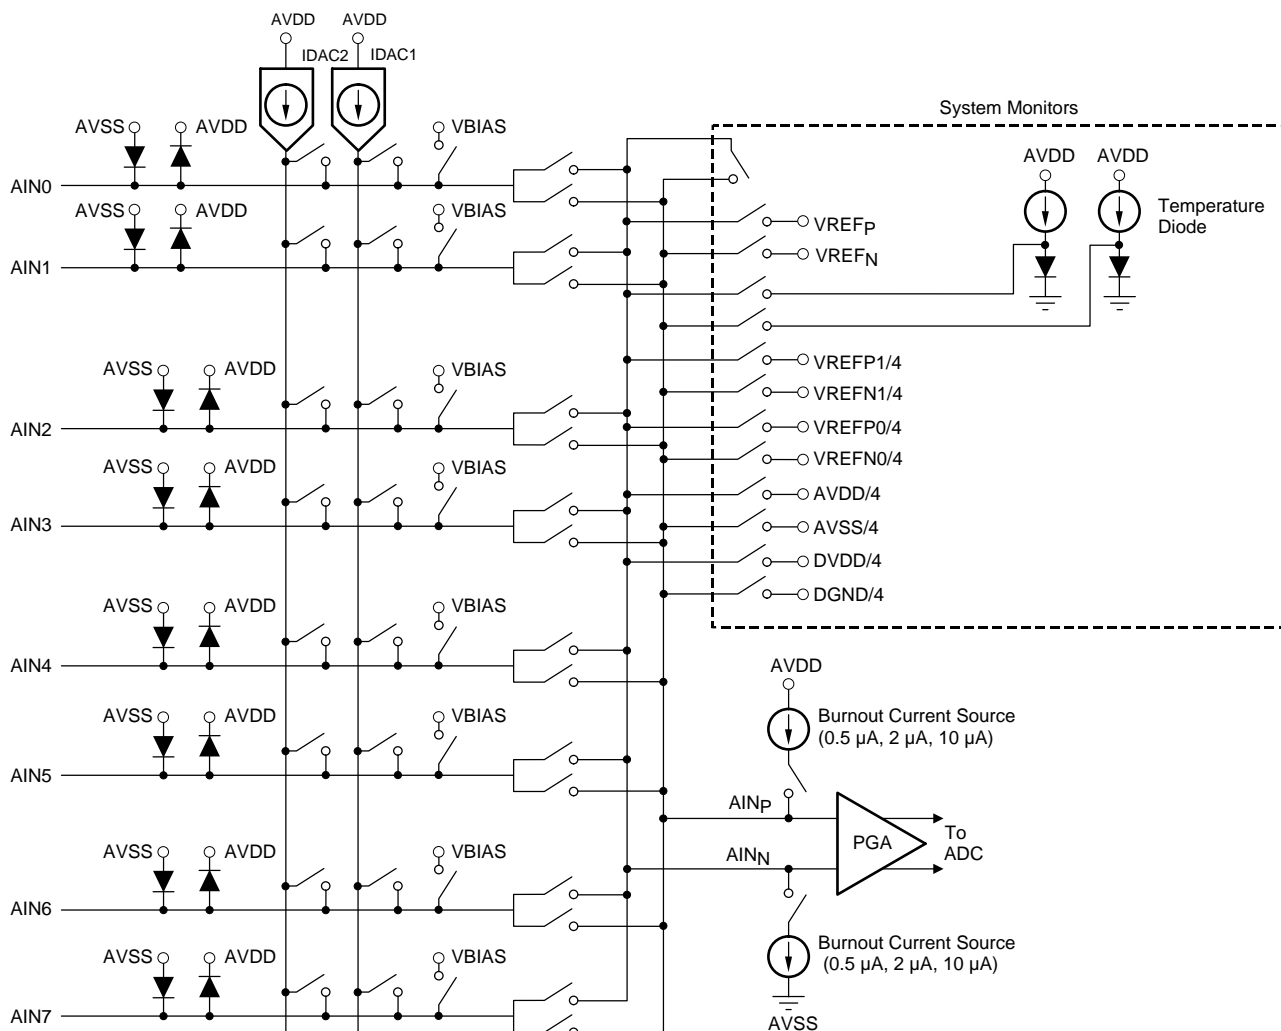 AVDD AVDD
IDAC2 IDAC1
System Monitors
AVSS AVDD VBIAS
AIN0
AVDD AVDD
Temperature
Diode
AVSS AVDD VBIAS
VREFP
VREFN
AIN1
AVSS AVDD VBIAS
VREFP1/4
VREFN1/4
AIN2
VREFP0/4
VREFN0/4
AVSS AVDD VBIAS
AVDD/4
AIN3
AVSS/4
DVDD/4
DGND/4
AVSS AVDD VBIAS
AIN4
AVDD
AVSS AVDD VBIAS
Burnout Current Source
(0.5 µA, 2 µA, 10 µA)
AIN5
AINP
PGA
To
ADC
AVSS AVDD VBIAS
AINN
AIN6
AVSS AVDD VBIAS
Burnout Current Source
(0.5 µA, 2 µA, 10 µA)
AIN7
AVSS